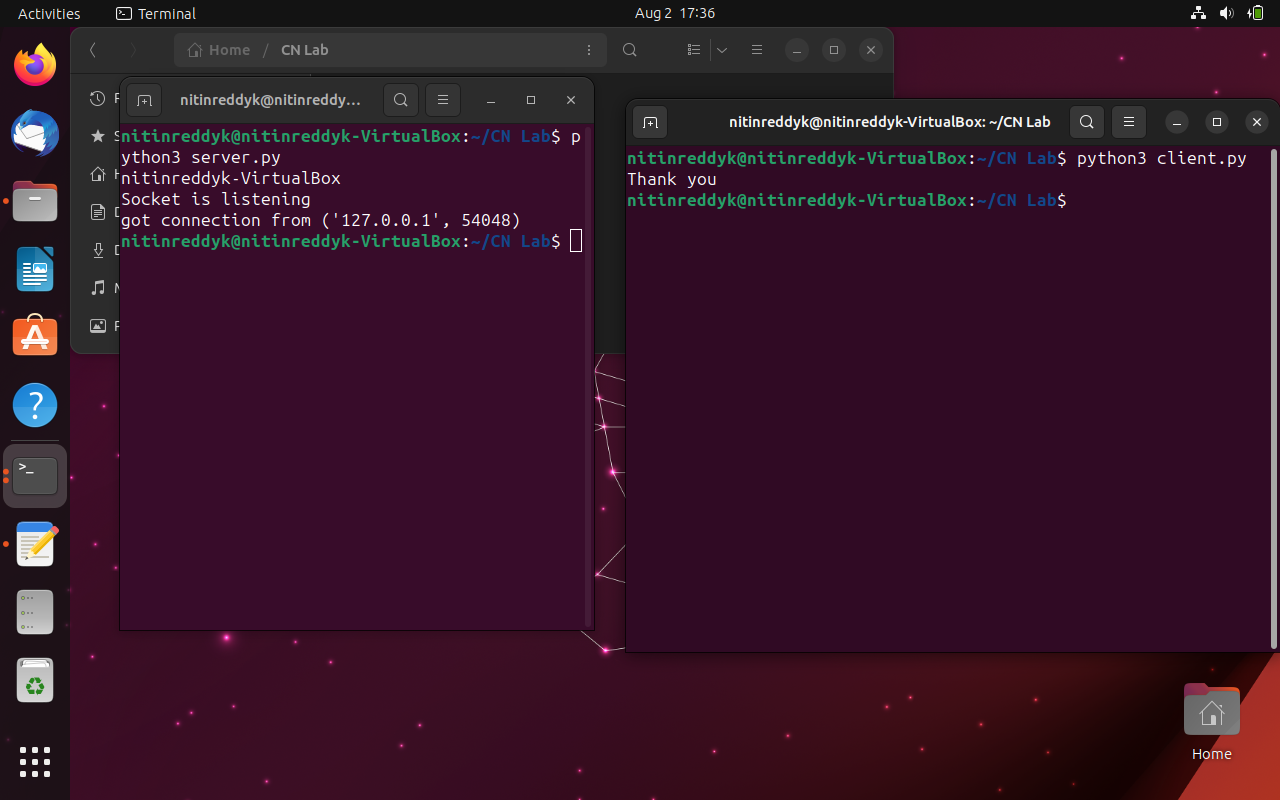 Activities
Terminal
Aug 2 17:36
Home / CN Lab
nitinreddyk@nitinreddy...
nitinreddyk@nitinreddyk-VirtualBox:~/CN Lab$ p
ython3 server.py
nitinreddyk-VirtualBox
Socket is listening
got connection from ('127.0.0.1', 54048)
nitinreddyk@nitinreddyk-VirtualBox:~/CN Lab$
nitinreddyk@nitinreddyk-VirtualBox: ~/CN Lab
nitinreddyk@nitinreddyk-VirtualBox:~/CN Lab$ python3 client.py
Thank you
nitinreddyk@nitinreddyk-VirtualBox:~/CN Lab$
Home